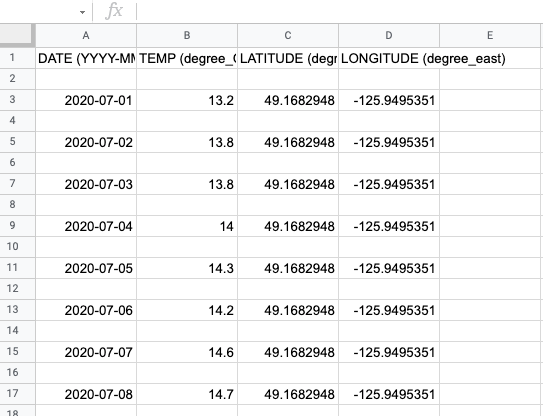 fx
A B C D E
1 DATE (YYYY-MM TEMP (degree_C LATITUDE (degr LONGITUDE (degree_east)
2
3 2020-07-01 13.2 49.1682948 -125.9495351
4
5 2020-07-02 13.8 49.1682948 -125.9495351
6
7 2020-07-03 13.8 49.1682948 -125.9495351
8
9 2020-07-04 14 49.1682948 -125.9495351
10
11 2020-07-05 14.3 49.1682948 -125.9495351
12
13 2020-07-06 14.2 49.1682948 -125.9495351
14
15 2020-07-07 14.6 49.1682948 -125.9495351
16
17 2020-07-08 14.7 49.1682948 -125.9495351
18